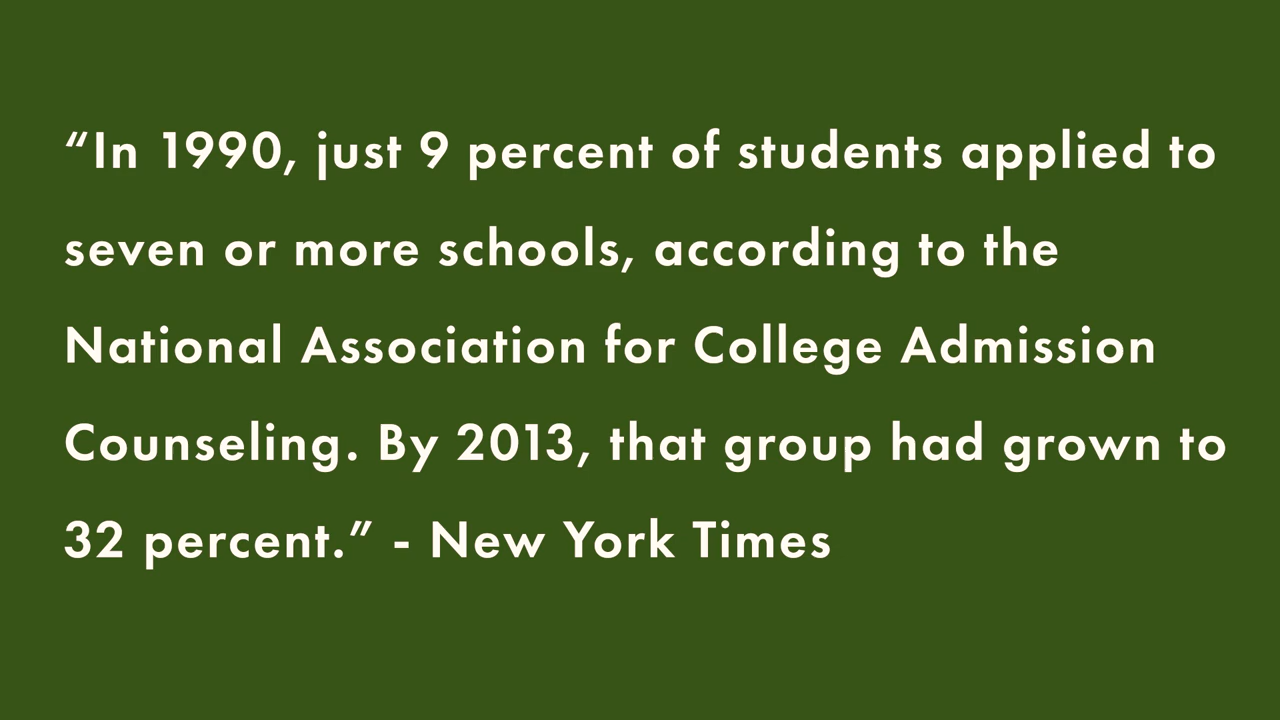 “In 1990, just 9 percent of students applied to
seven or more schools, according to the
National Association for College Admission
Counseling. By 2013, that group had grown to
32 percent.” - New York Times